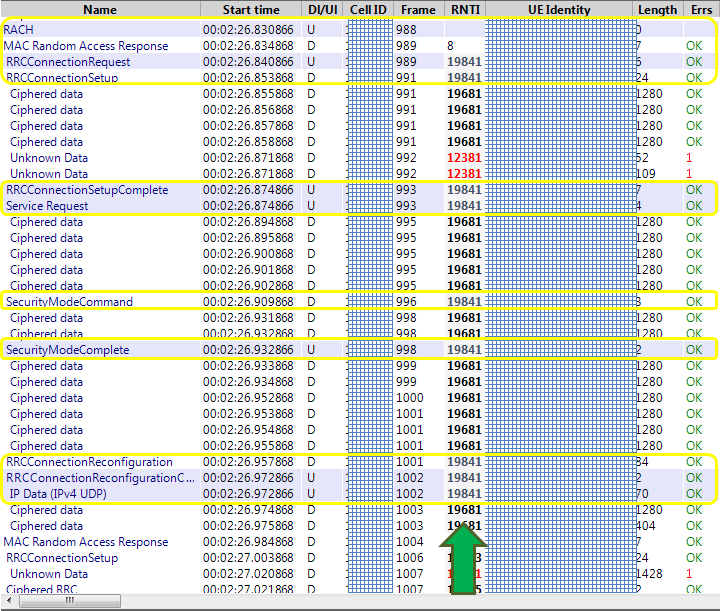 Name Start time Dl/Ul Cell ID Frame RNTI UE Identity Length Errs
RACH 00:02:26.830866 U 988 0
MAC Random Access Response 00:02:26.834868 D 989 8 7 OK
RRCConnectionRequest 00:02:26.840866 U 989 19841 6 OK
RRCConnectionSetup 00:02:26.853868 D 991 19841 24 OK
Ciphered data 00:02:26.855868 D 991 19681 1280 OK
Ciphered data 00:02:26.856868 D 991 19681 1280 OK
Ciphered data 00:02:26.857868 D 991 19681 1280 OK
Ciphered data 00:02:26.858868 D 991 19681 1280 OK
Unknown Data 00:02:26.871868 D 992 12381 52 1
Unknown Data 00:02:26.871868 D 992 12381 109 1
RRCConnectionSetupComplete 00:02:26.874866 U 993 19841 7 OK
Service Request 00:02:26.874866 U 993 19841 4 OK
Ciphered data 00:02:26.894868 D 995 19681 1280 OK
Ciphered data 00:02:26.895868 D 995 19681 1280 OK
Ciphered data 00:02:26.900868 D 995 19681 1280 OK
Ciphered data 00:02:26.901868 D 995 19681 1280 OK
Ciphered data 00:02:26.902868 D 995 19681 1280 OK
SecurityModeCommand 00:02:26.909868 D 996 19841 3 OK
Ciphered data 00:02:26.931868 D 998 19681 1280 OK
Ciphered data 00:02:26.932868 D 998 19681 1280 OK
SecurityModeComplete 00:02:26.932866 U 998 19841 2 OK
Ciphered data 00:02:26.933868 D 999 19681 1280 OK
Ciphered data 00:02:26.934868 D 999 19681 1280 OK
Ciphered data 00:02:26.952868 D 1000 19681 1280 OK
Ciphered data 00:02:26.953868 D 1001 19681 1280 OK
Ciphered data 00:02:26.954868 D 1001 19681 1280 OK
Ciphered data 00:02:26.955868 D 1001 19681 1280 OK
RRCConnectionReconfiguration 00:02:26.957868 D 1001 19841 84 OK
RRCConnectionReconfigurationC... 00:02:26.972866 U 1002 19841 2 OK
IP Data (IPv4 UDP) 00:02:26.972866 U 1002 19841 70 OK
Ciphered data 00:02:26.974868 D 1003 19681 1280 OK
Ciphered data 00:02:26.975868 D 1003 19681 404 OK
MAC Random Access Response 00:02:26.984868 D 1004 7 OK
RRCConnectionSetup 00:02:27.003868 D 1006 24 OK
Unknown Data 00:02:27.020868 D 1007 1428 1
Ciphered RRC 00:02:27.021868 D 1007 2 OK